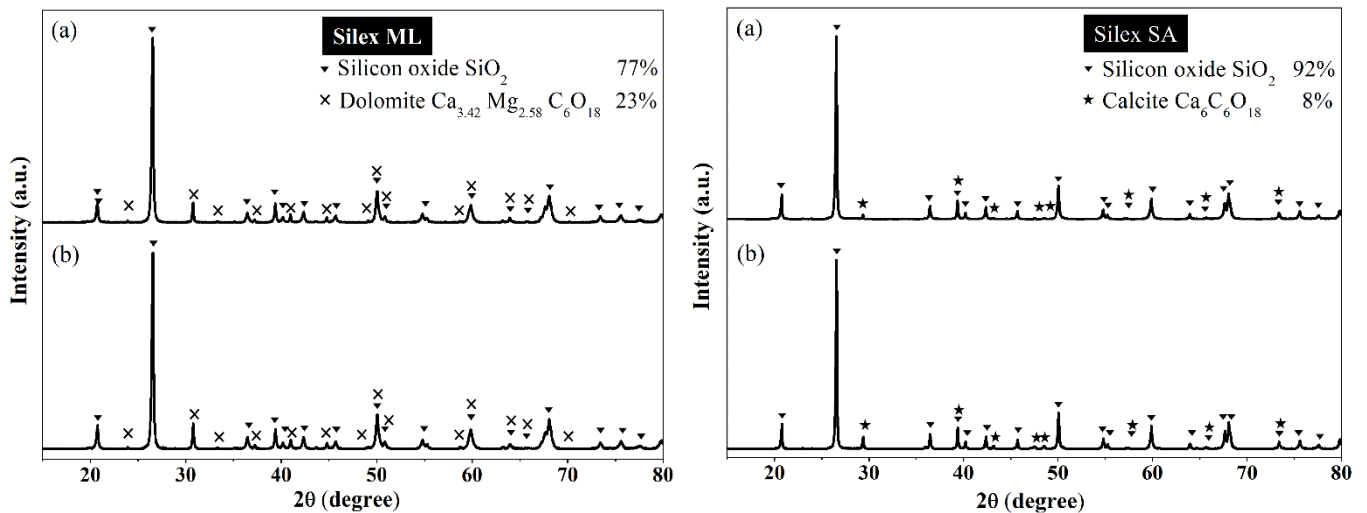 (a)
Silex ML
▼ Silicon oxide SiO₂ 77%
× Dolomite Ca₃.₄₂ Mg₂.₅₈ C₆O₁₈ 23%
(b)
Intensity (a.u.)
20 30 40 50 60 70 80
2θ (degree)
(a)
Silex SA
▼ Silicon oxide SiO₂ 92%
★ Calcite Ca₆C₆O₁₈ 8%
(b)
Intensity (a.u.)
20 30 40 50 60 70 80
2θ (degree)